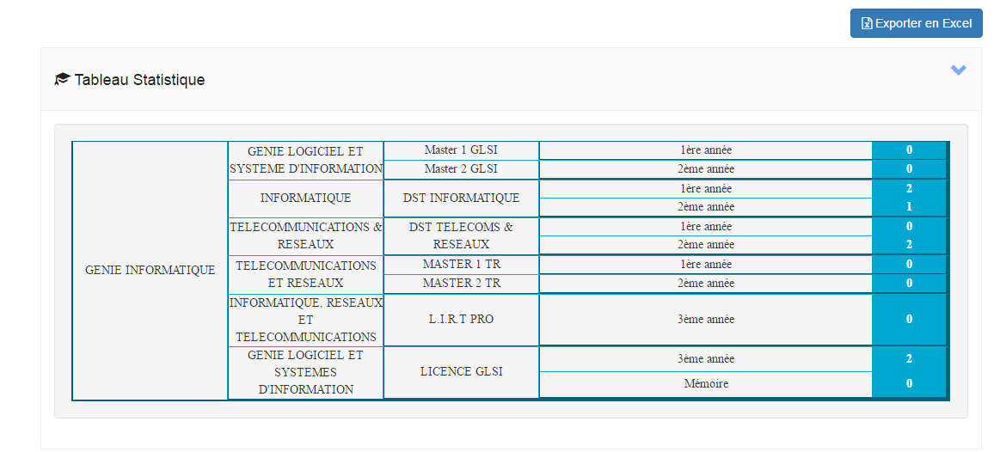 Exporter en Excel
Tableau Statistique
GENIE LOGICIEL ET Master 1 GLSI 1ère année 0
SYSTEME D'INFORMATION Master 2 GLSI 2ème année 0
INFORMATIQUE DST INFORMATIQUE 1ère année 2
2ème année 1
TELECOMMUNICATIONS & DST TELECOMS & 1ère année 0
RESEAUX RESEAUX 2ème année 2
GENIE INFORMATIQUE TELECOMMUNICATIONS MASTER 1 TR 1ère année 0
ET RESEAUX MASTER 2 TR 2ème année 0
INFORMATIQUE, RESEAUX
ET L.I.R.T PRO 3ème année 0
TELECOMMUNICATIONS
GENIE LOGICIEL ET 3ème année 2
SYSTEMES LICENCE GLSI
D'INFORMATION Mémoire 0